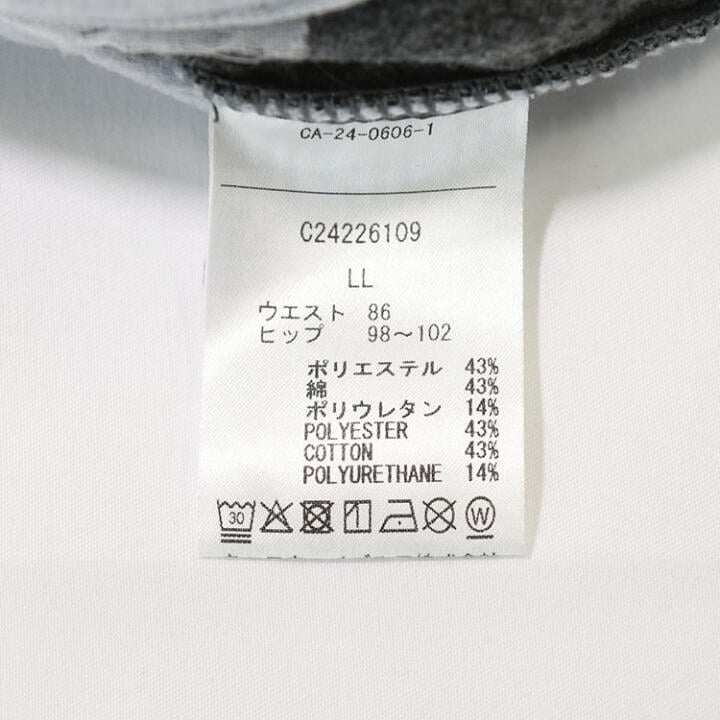 CA-24-0606-1
C24226109
LL
ウエスト 86
ヒップ 98～102
ポリエステル 43%
綿 43%
ポリウレタン 14%
POLYESTER 43%
COTTON 43%
POLYURETHANE 14%
30 W